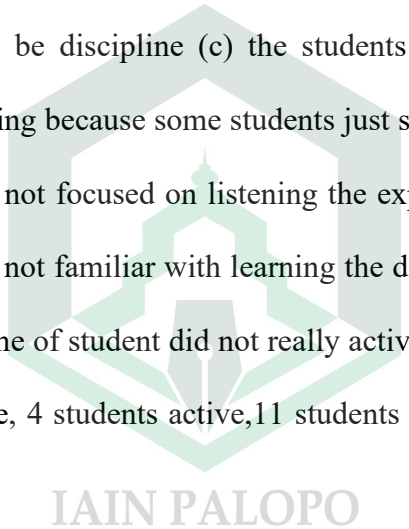 be discipline (c) the students
ing because some students just s
not focused on listening the exp
not familiar with learning the d
ne of student did not really activ
e, 4 students active,11 students
IAIN PALOPO